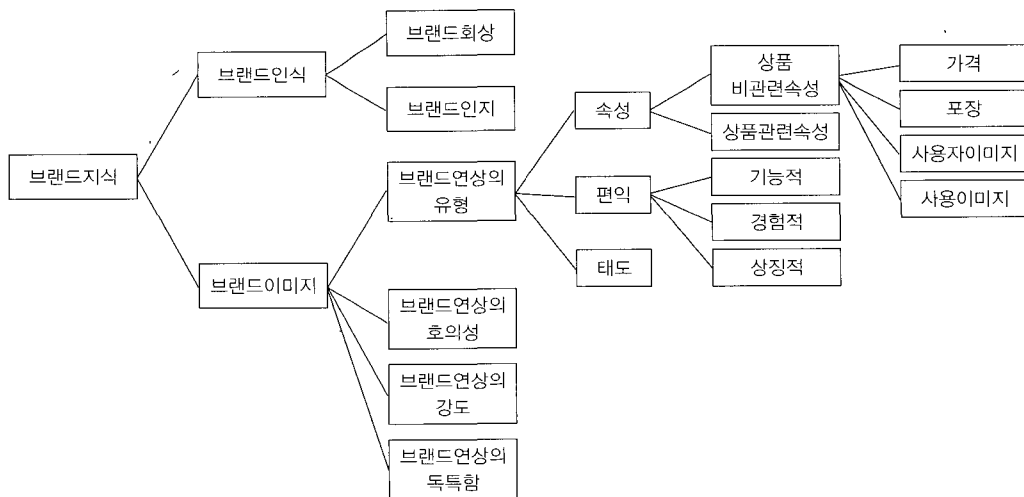 브랜드지식
브랜드인식
브랜드회상
브랜드인지
브랜드이미지
브랜드연상의
유형
속성
상품
비관련속성
가격
포장
사용자이미지
사용이미지
상품관련속성
편익
기능적
경험적
상징적
태도
브랜드연상의
호의성
브랜드연상의
강도
브랜드연상의
독특함